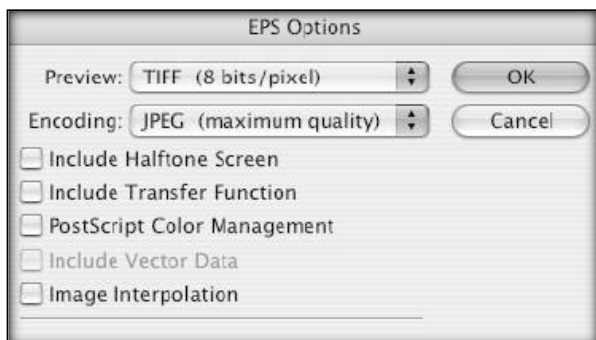 EPS Options
Preview: TIFF (8 bits/pixel) OK
Encoding: JPEG (maximum quality) Cancel
Include Halftone Screen
Include Transfer Function
PostScript Color Management
Include Vector Data
Image Interpolation